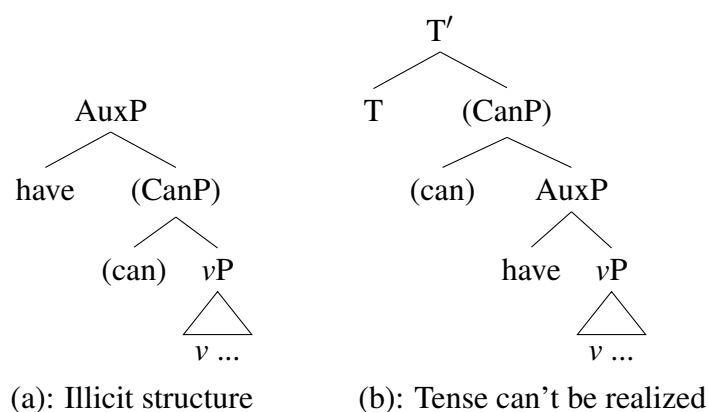 T′
AuxP T (CanP)
have (CanP) (can) AuxP
(can) vP have vP
v ... v ...
(a): Illicit structure (b): Tense can't be realized